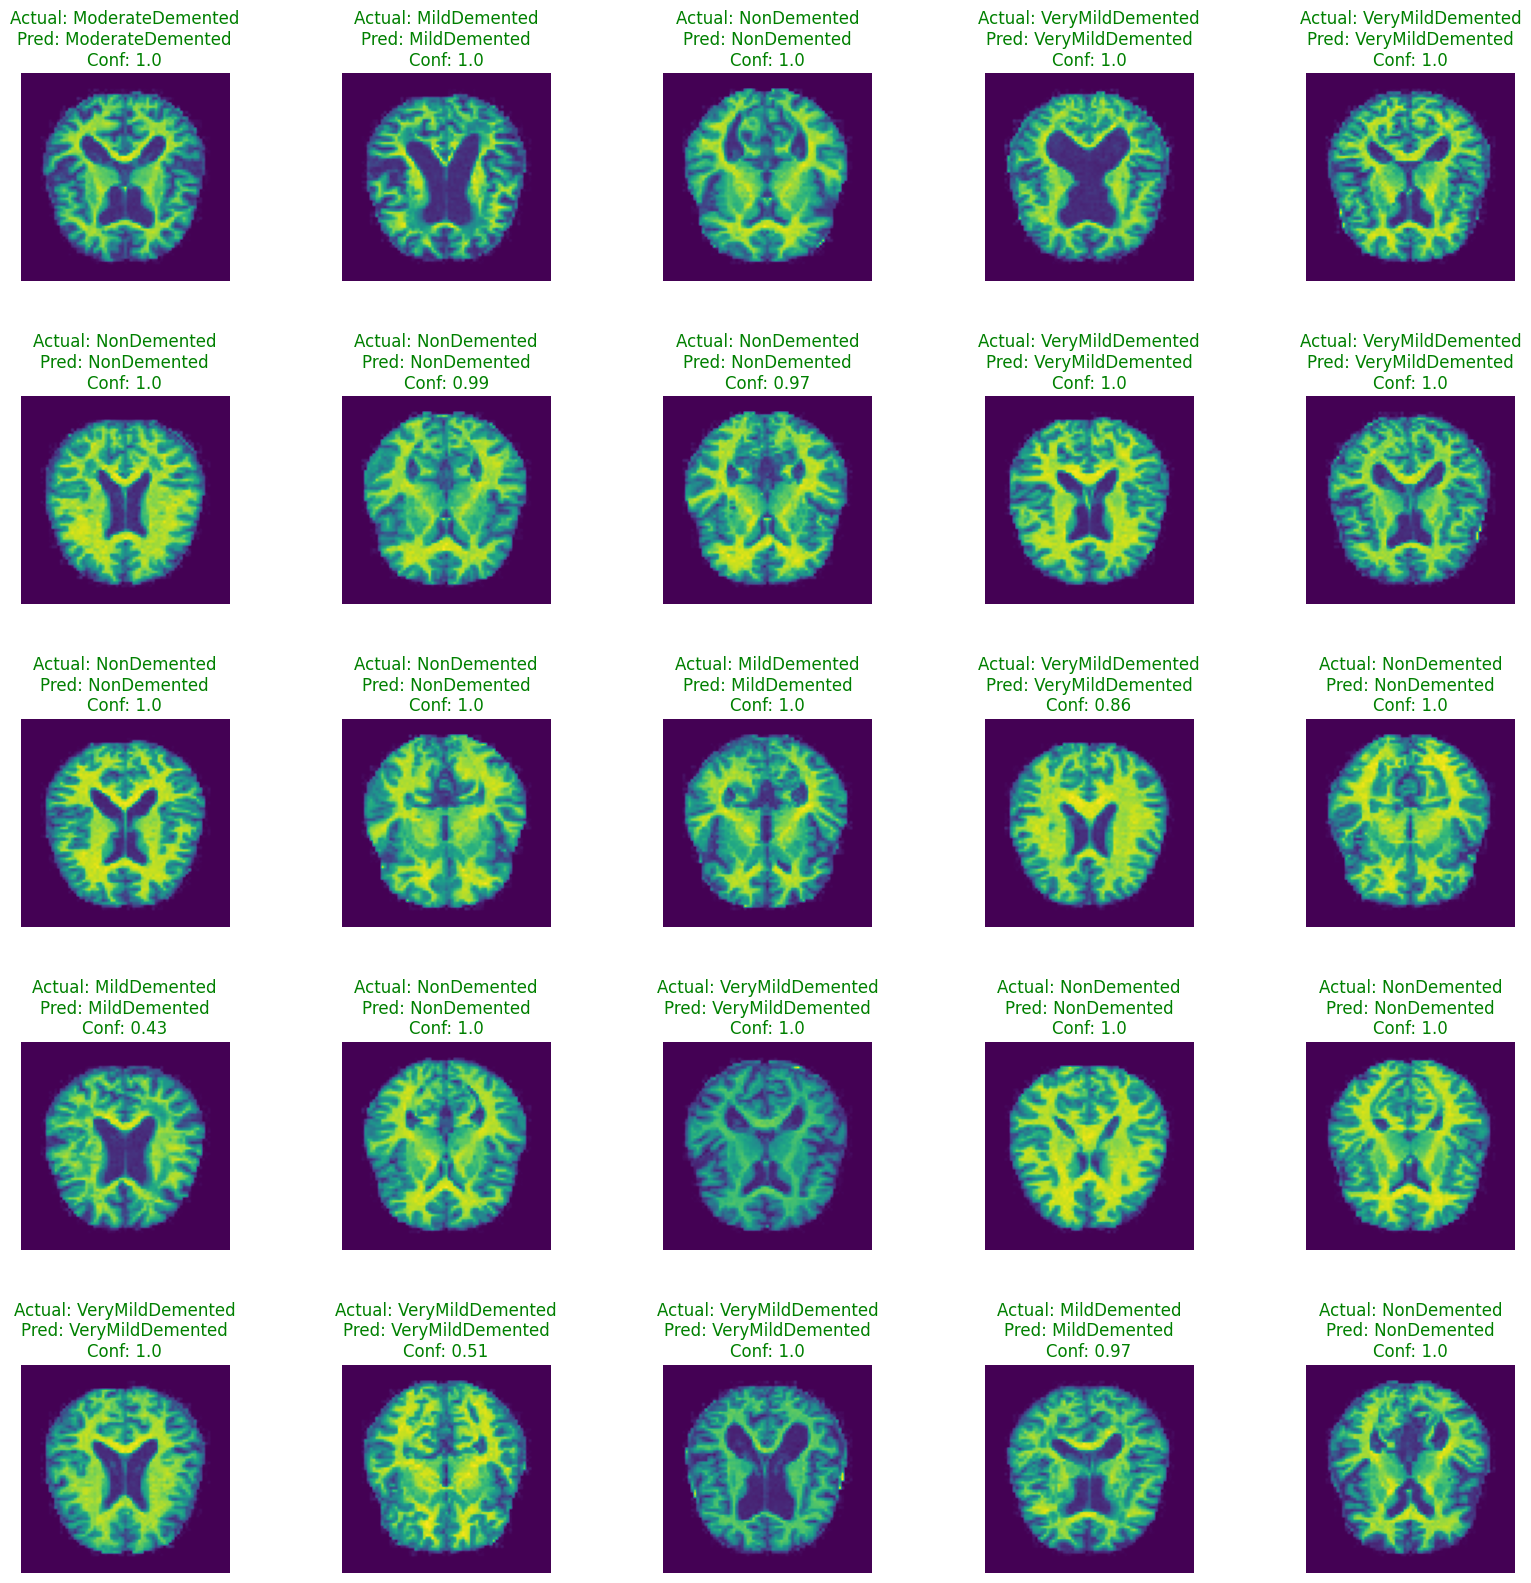 Actual: ModerateDemented
Pred: ModerateDemented
Conf: 1.0
Actual: MildDemented
Pred: MildDemented
Conf: 1.0
Actual: NonDemented
Pred: NonDemented
Conf: 1.0
Actual: VeryMildDemented
Pred: VeryMildDemented
Conf: 1.0
Actual: VeryMildDemented
Pred: VeryMildDemented
Conf: 1.0
Actual: NonDemented
Pred: NonDemented
Conf: 1.0
Actual: NonDemented
Pred: NonDemented
Conf: 0.99
Actual: NonDemented
Pred: NonDemented
Conf: 0.97
Actual: VeryMildDemented
Pred: VeryMildDemented
Conf: 1.0
Actual: VeryMildDemented
Pred: VeryMildDemented
Conf: 1.0
Actual: NonDemented
Pred: NonDemented
Conf: 1.0
Actual: NonDemented
Pred: NonDemented
Conf: 1.0
Actual: MildDemented
Pred: MildDemented
Conf: 1.0
Actual: VeryMildDemented
Pred: VeryMildDemented
Conf: 0.86
Actual: NonDemented
Pred: NonDemented
Conf: 1.0
Actual: MildDemented
Pred: MildDemented
Conf: 0.43
Actual: NonDemented
Pred: NonDemented
Conf: 1.0
Actual: VeryMildDemented
Pred: VeryMildDemented
Conf: 1.0
Actual: NonDemented
Pred: NonDemented
Conf: 1.0
Actual: NonDemented
Pred: NonDemented
Conf: 1.0
Actual: VeryMildDemented
Pred: VeryMildDemented
Conf: 1.0
Actual: VeryMildDemented
Pred: VeryMildDemented
Conf: 0.51
Actual: VeryMildDemented
Pred: VeryMildDemented
Conf: 1.0
Actual: MildDemented
Pred: MildDemented
Conf: 0.97
Actual: NonDemented
Pred: NonDemented
Conf: 1.0